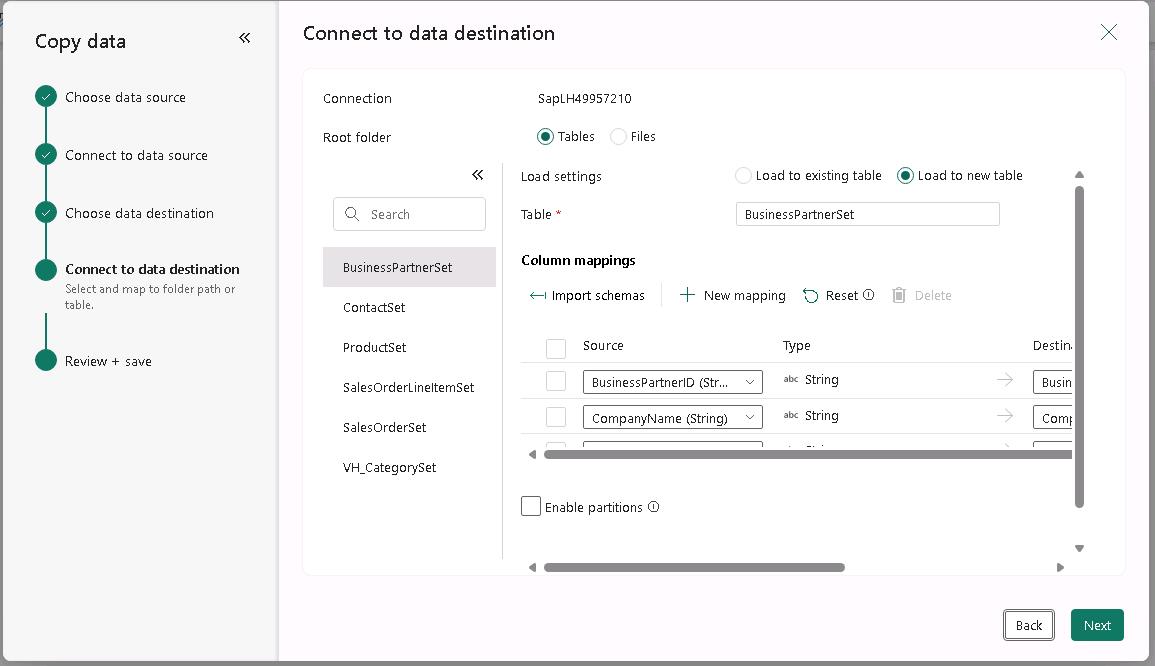 Copy data
Choose data source
Connect to data source
Choose data destination
Connect to data destination
Select and map to folder path or
table.
Review + save
Connect to data destination
Connection
SapLH49957210
Root folder
Tables
Files
Search
BusinessPartnerSet
ContactSet
ProductSet
SalesOrderLineItemSet
SalesOrderSet
VH_CategorySet
Load settings
Load to existing table
Load to new table
Table *
BusinessPartnerSet
Column mappings
Import schemas
New mapping
Reset
Delete
Source
Type
Destin
BusinessPartnerID (Str...
abc String
Busin
CompanyName (String)
abc String
Comp
Enable partitions
Back
Next